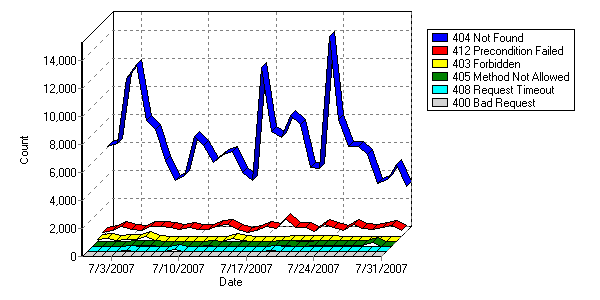 14,000
12,000
10,000
8,000
6,000
4,000
2,000
0
Count
7/3/2007 7/10/2007 7/17/2007 7/24/2007 7/31/2007
Date
404 Not Found
412 Precondition Failed
403 Forbidden
405 Method Not Allowed
408 Request Timeout
400 Bad Request